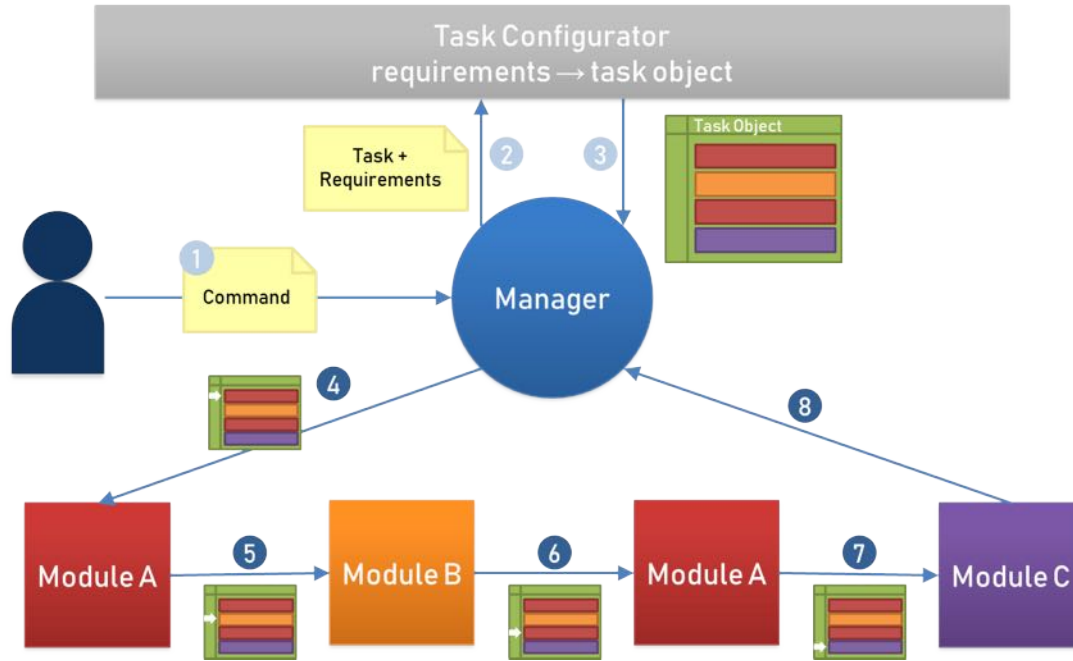 Task Configurator
requirements → task object
Task Object
Task +
Requirements
2
3
1
Command
Manager
4
8
Module A
5
Module B
6
Module A
7
Module C